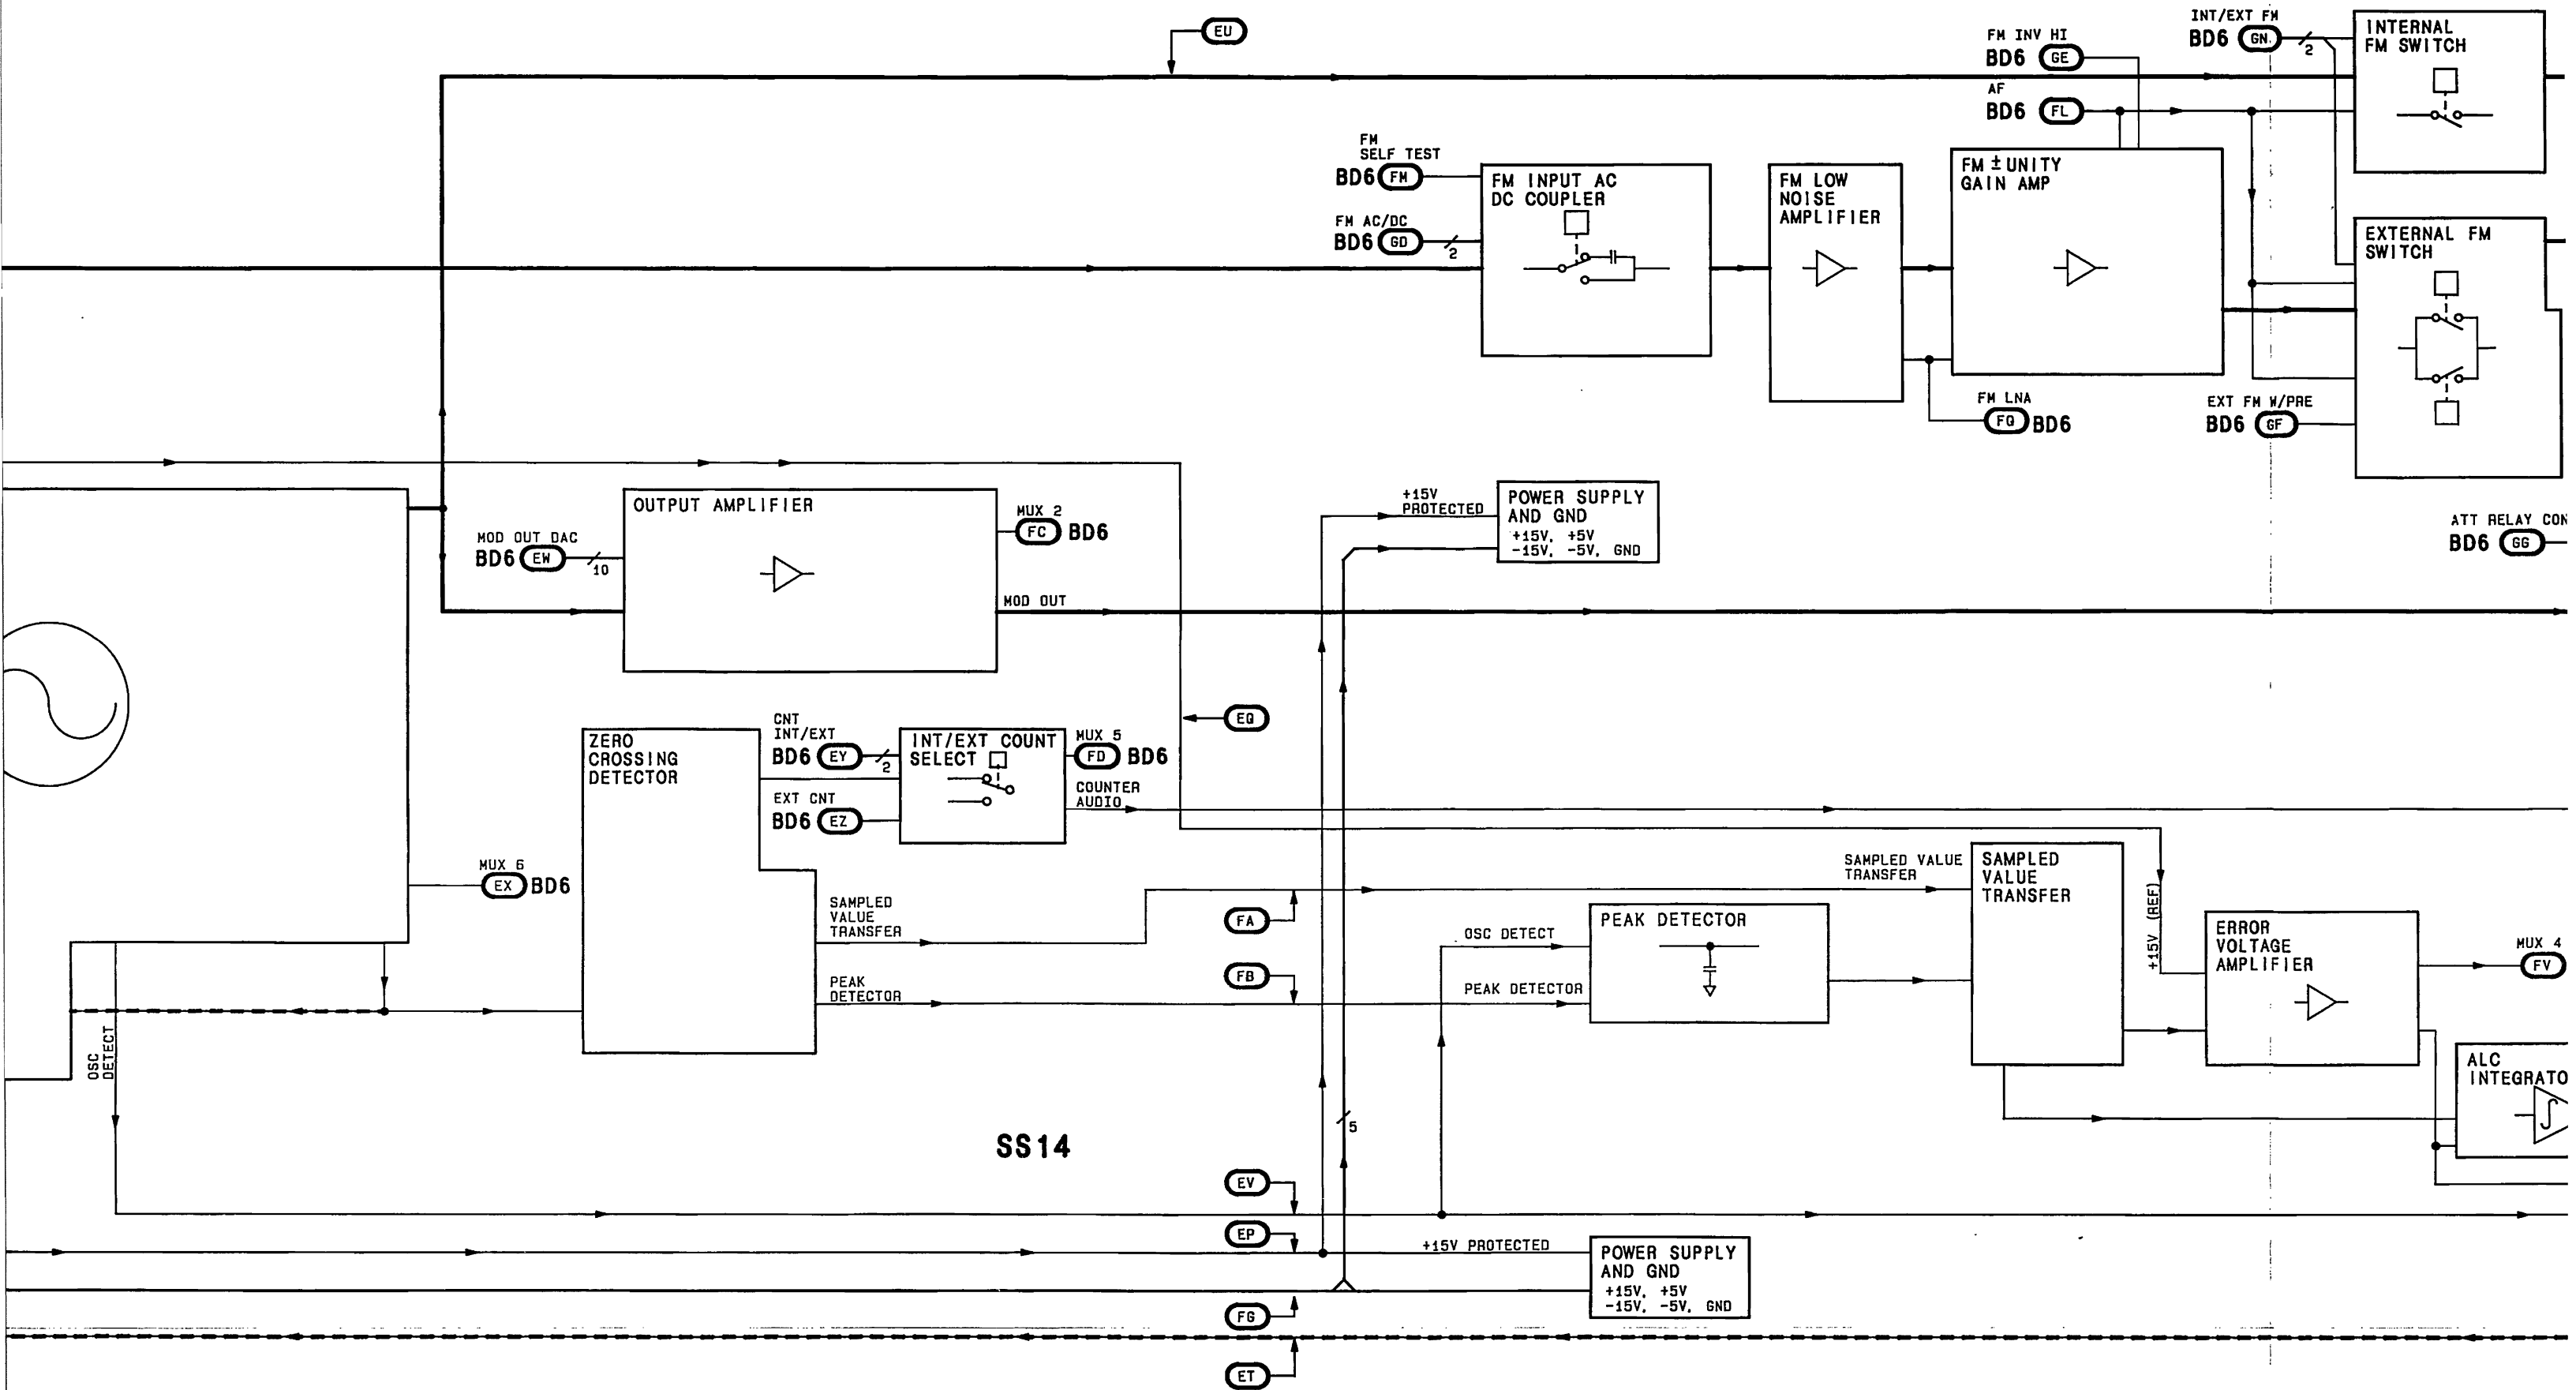 EU
INT/EXT FM
BD6 GN
2
INTERNAL
FM SWITCH
FM INV HI
BD6 GE
AF
BD6 FL
FM
SELF TEST
BD6 FM
FM AC/DC
BD6 GD
2
FM INPUT AC
DC COUPLER
FM LOW
NOISE
AMPLIFIER
FM ± UNITY
GAIN AMP
EXTERNAL FM
SWITCH
FM LNA
FQ BD6
EXT FM W/PRE
BD6 GF
OUTPUT AMPLIFIER
MOD OUT DAC
BD6 EW
10
MUX 2
FC BD6
MOD OUT
+15V
PROTECTED
POWER SUPPLY
AND GND
+15V, +5V
-15V, -5V, GND
ATT RELAY CON
BD6 GG
EQ
ZERO
CROSSING
DETECTOR
CNT
INT/EXT
BD6 EY
2
INT/EXT COUNT
SELECT
MUX 5
FD BD6
EXT CNT
BD6 EZ
COUNTER
AUDIO
MUX 6
EX BD6
SAMPLED
VALUE
TRANSFER
FA
SAMPLED VALUE
TRANSFER
SAMPLED
VALUE
TRANSFER
+15V (REF)
PEAK DETECTOR
OSC DETECT
ERROR
VOLTAGE
AMPLIFIER
MUX 4
FV
PEAK
DETECTOR
FB
PEAK DETECTOR
OSC
DETECT
ALC
INTEGRATO
5
SS14
EV
EP
+15V PROTECTED
POWER SUPPLY
AND GND
+15V, +5V
-15V, -5V, GND
FG
ET